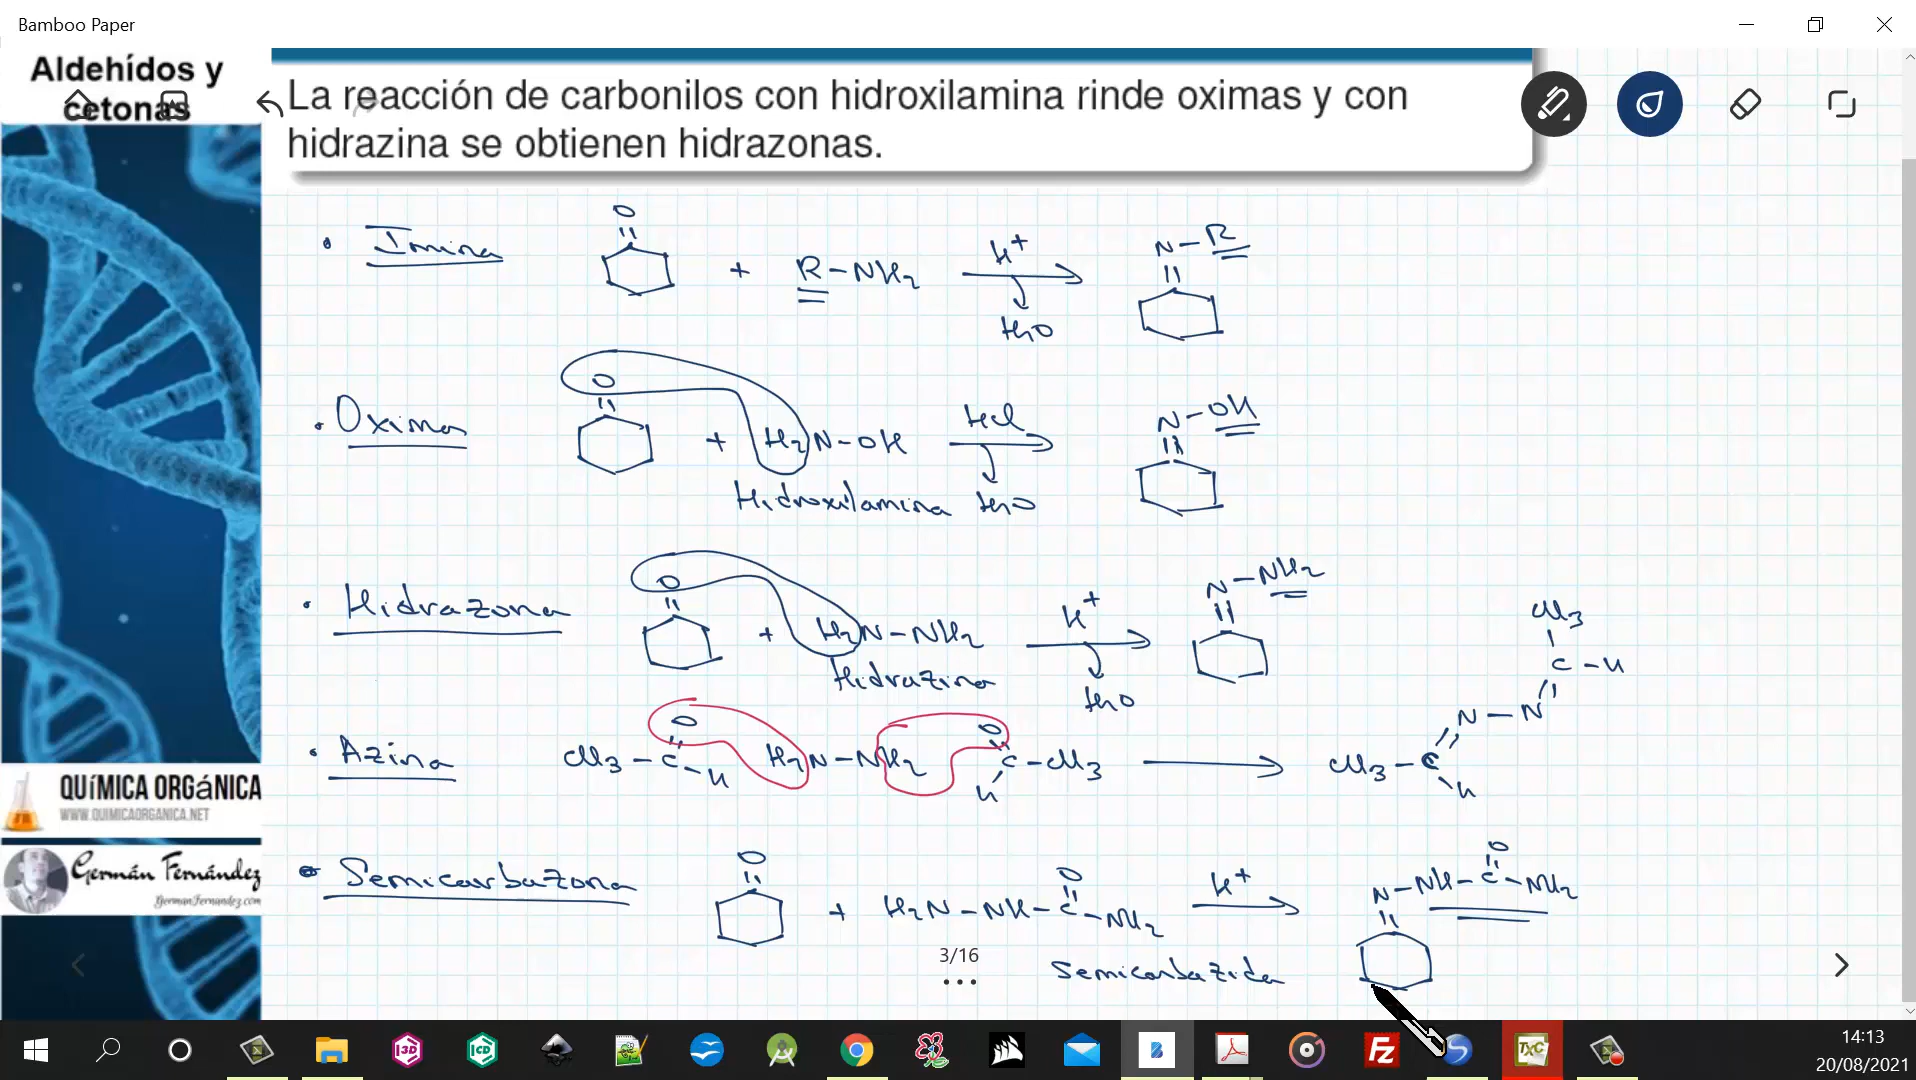 Bamboo Paper
Aldehídos y
cetonas
La reacción de carbonilos con hidroxilamina rinde oximas y con
hidrazina se obtienen hidrazonas.
• Imina
O
+ R-NH2
H+
H2O
N-R
• Oxima
O
+ H2N-OH
HCl
Hidroxilamina
H2O
N-OH
• Hidrazona
O
+ H2N-NH2
H+
Hidrazina
H2O
N-NH2
• Azina
CH3-C
O
H
H2N-NH2
O
C-CH3
H
CH3-C
H
N-N
C-H
CH3
• Semicarbazona
O
+ H2N-NH-C-NH2
O
H+
Semicarbazida
N-NH-C-NH2
O
QUÍMICA ORGáNICA
WWW.QUIMICAORGANICA.NET
Germán Fernández
GermanFernandez.com
3/16
14:13
20/08/2021